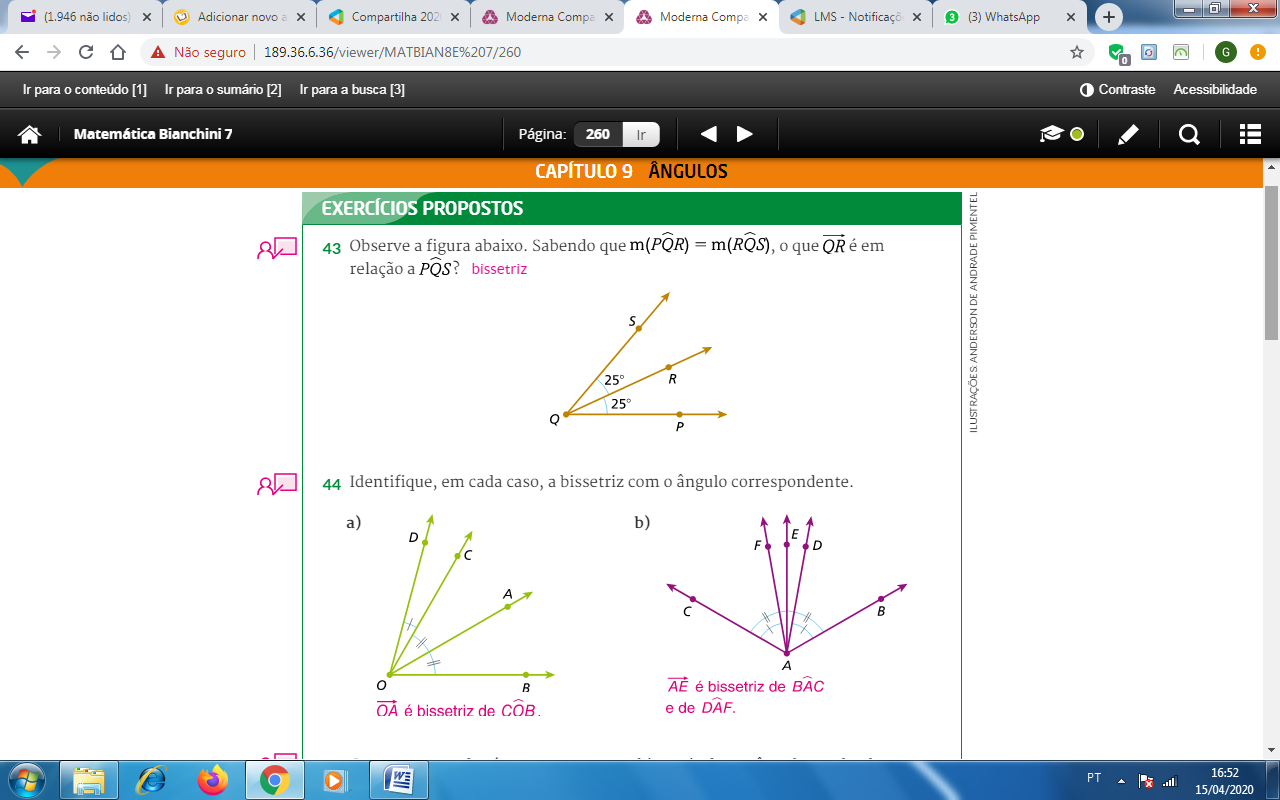 (1.946 não lidos)
Adicionar novo a
Compartilha 202
Moderna Compa
Moderna Compa
LMS - Notificaçõ
(3) WhatsApp
Não seguro | 189.36.6.36/viewer/MATBIAN8E%207/260
0
G
Ir para o conteúdo [1] Ir para o sumário [2] Ir para a busca [3]
Contraste Acessibilidade
Matemática Bianchini 7
Página: 260 Ir
CAPÍTULO 9 ÂNGULOS
EXERCÍCIOS PROPOSTOS
ILUSTRAÇÕES: ANDERSON DE ANDRADE PIMENTEL
43 Observe a figura abaixo. Sabendo que m(PQ̂R) = m(RQ̂S), o que QR é em
relação a PQ̂S? bissetriz
S
25°
R
25°
Q
P
44 Identifique, em cada caso, a bissetriz com o ângulo correspondente.
a)
D
C
A
O
B
OA é bissetriz de CÔB.
b)
F
E
D
C
B
A
AE é bissetriz de BÂC
e de DÂF.
PT
16:52
15/04/2020